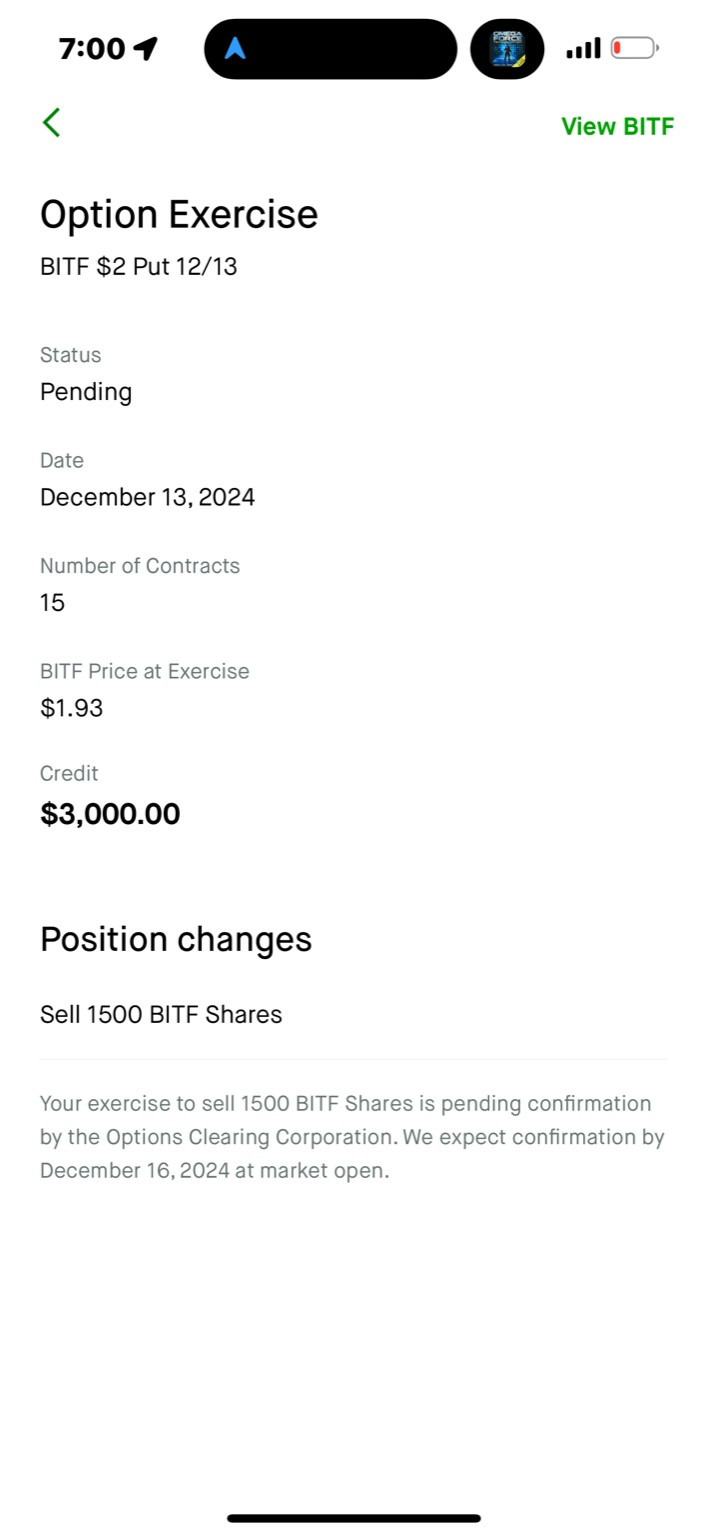 7:00
OMEGA
FORCE
View BITF
Option Exercise
BITF $2 Put 12/13
Status
Pending
Date
December 13, 2024
Number of Contracts
15
BITF Price at Exercise
$1.93
Credit
$3,000.00
Position changes
Sell 1500 BITF Shares
Your exercise to sell 1500 BITF Shares is pending confirmation
by the Options Clearing Corporation. We expect confirmation by
December 16, 2024 at market open.